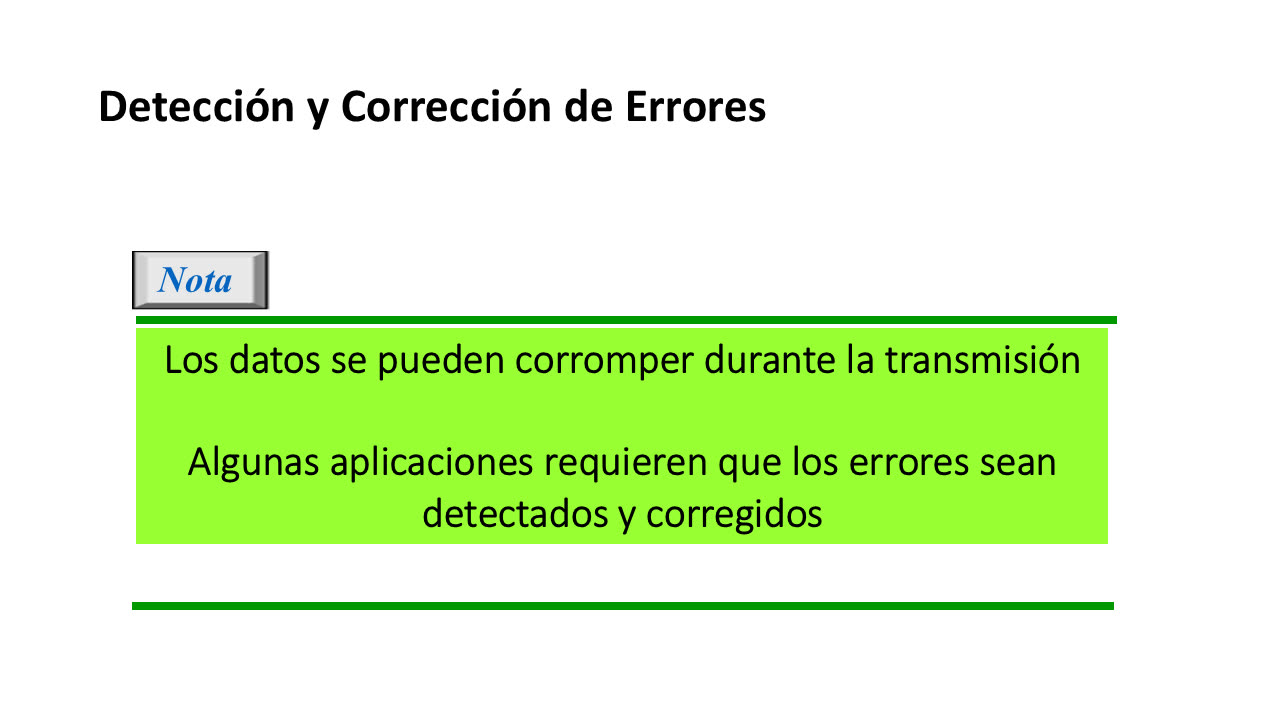 Detección y Corrección de Errores
Nota
Los datos se pueden corromper durante la transmisión
Algunas aplicaciones requieren que los errores sean
detectados y corregidos